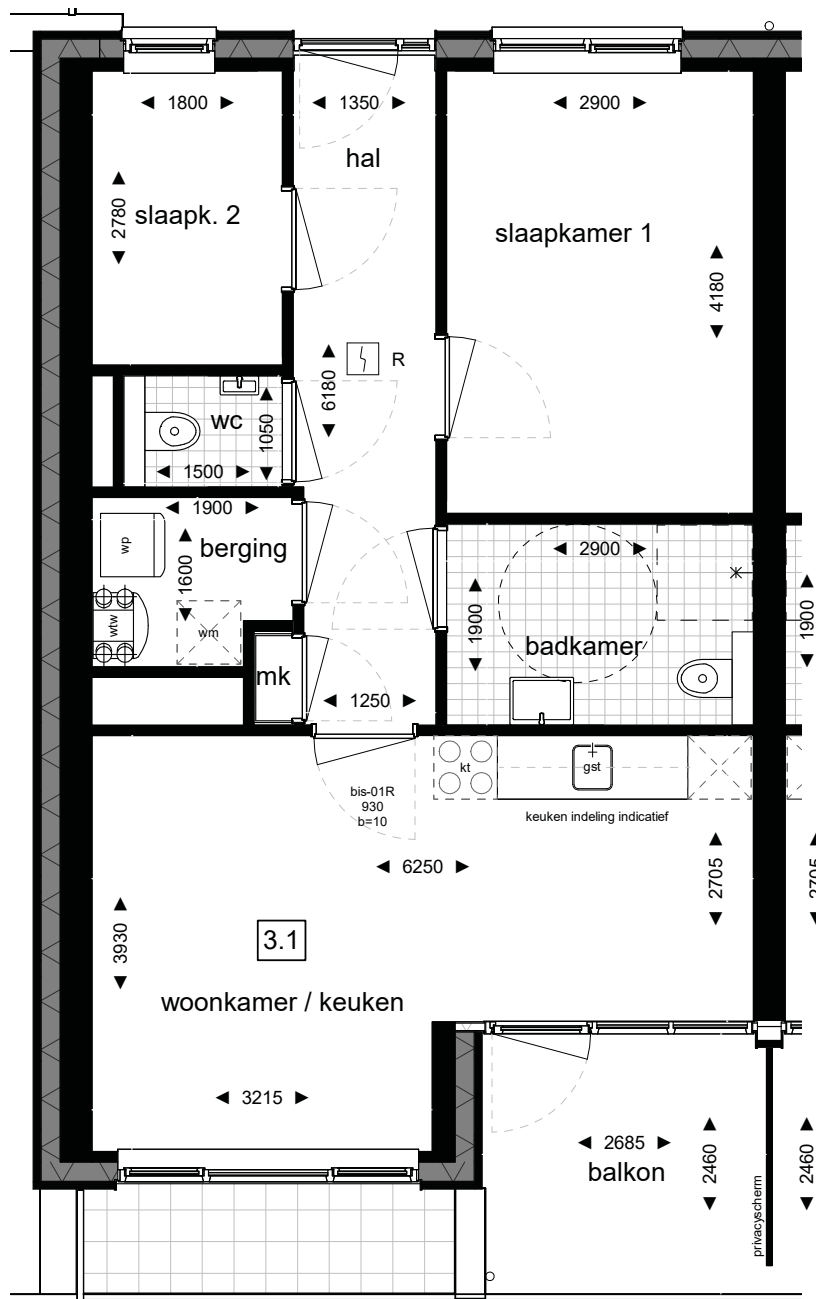 1800
1350
2900
hal
2780
slaapk. 2
slaapkamer 1
4180
R
6180
wc
1050
1500
1900
2900
wp
berging
1600
1900
1900
wtw
wm
badkamer
mk
1250
kt
gst
bis-01R
930
b=10
keuken indeling indicatief
6250
2705
2705
3930
3.1
woonkamer / keuken
3215
2685
2460
2460
balkon
privacyscherm